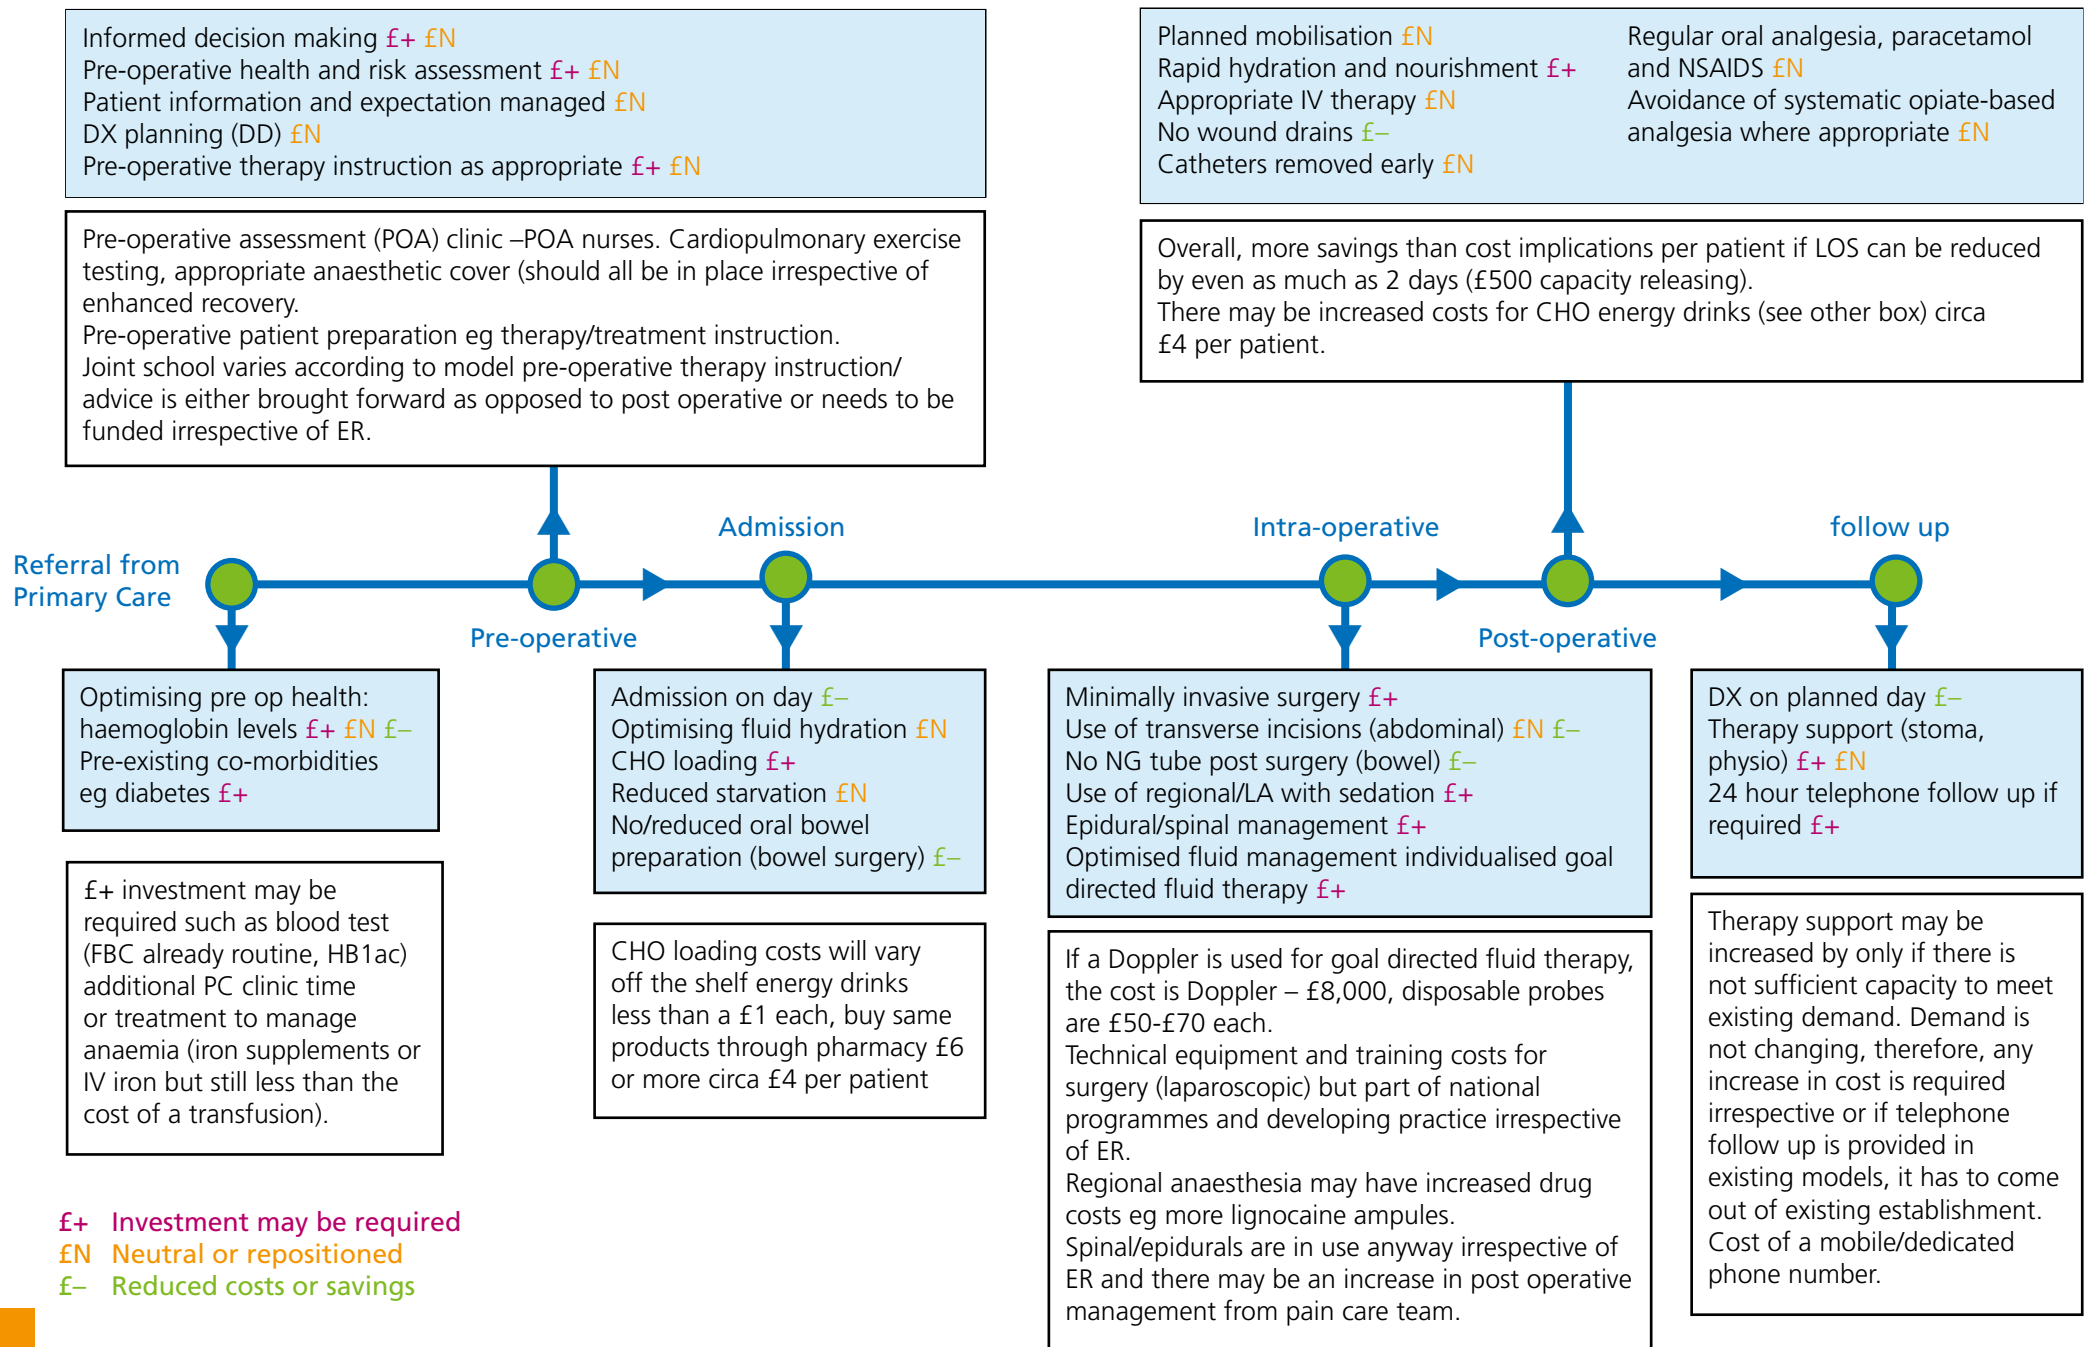 Informed decision making £+ £N
Pre-operative health and risk assessment £+ £N
Patient information and expectation managed £N
DX planning (DD) £N
Pre-operative therapy instruction as appropriate £+ £N
Pre-operative assessment (POA) clinic –POA nurses. Cardiopulmonary exercise
testing, appropriate anaesthetic cover (should all be in place irrespective of
enhanced recovery.
Pre-operative patient preparation eg therapy/treatment instruction.
Joint school varies according to model pre-operative therapy instruction/
advice is either brought forward as opposed to post operative or needs to be
funded irrespective of ER.
Planned mobilisation £N
Rapid hydration and nourishment £+
Appropriate IV therapy £N
No wound drains £–
Catheters removed early £N
Regular oral analgesia, paracetamol
and NSAIDS £N
Avoidance of systematic opiate-based
analgesia where appropriate £N
Overall, more savings than cost implications per patient if LOS can be reduced
by even as much as 2 days (£500 capacity releasing).
There may be increased costs for CHO energy drinks (see other box) circa
£4 per patient.
Referral from
Primary Care
Pre-operative
Admission
Intra-operative
Post-operative
follow up
Optimising pre op health:
haemoglobin levels £+ £N £–
Pre-existing co-morbidities
eg diabetes £+
£+ investment may be
required such as blood test
(FBC already routine, HB1ac)
additional PC clinic time
or treatment to manage
anaemia (iron supplements or
IV iron but still less than the
cost of a transfusion).
Admission on day £–
Optimising fluid hydration £N
CHO loading £+
Reduced starvation £N
No/reduced oral bowel
preparation (bowel surgery) £–
CHO loading costs will vary
off the shelf energy drinks
less than a £1 each, buy same
products through pharmacy £6
or more circa £4 per patient
Minimally invasive surgery £+
Use of transverse incisions (abdominal) £N £–
No NG tube post surgery (bowel) £–
Use of regional/LA with sedation £+
Epidural/spinal management £+
Optimised fluid management individualised goal
directed fluid therapy £+
If a Doppler is used for goal directed fluid therapy,
the cost is Doppler – £8,000, disposable probes
are £50-£70 each.
Technical equipment and training costs for
surgery (laparoscopic) but part of national
programmes and developing practice irrespective
of ER.
Regional anaesthesia may have increased drug
costs eg more lignocaine ampules.
Spinal/epidurals are in use anyway irrespective of
ER and there may be an increase in post operative
management from pain care team.
DX on planned day £–
Therapy support (stoma,
physio) £+ £N
24 hour telephone follow up if
required £+
Therapy support may be
increased by only if there is
not sufficient capacity to meet
existing demand. Demand is
not changing, therefore, any
increase in cost is required
irrespective or if telephone
follow up is provided in
existing models, it has to come
out of existing establishment.
Cost of a mobile/dedicated
phone number.
£+ Investment may be required
£N Neutral or repositioned
£– Reduced costs or savings